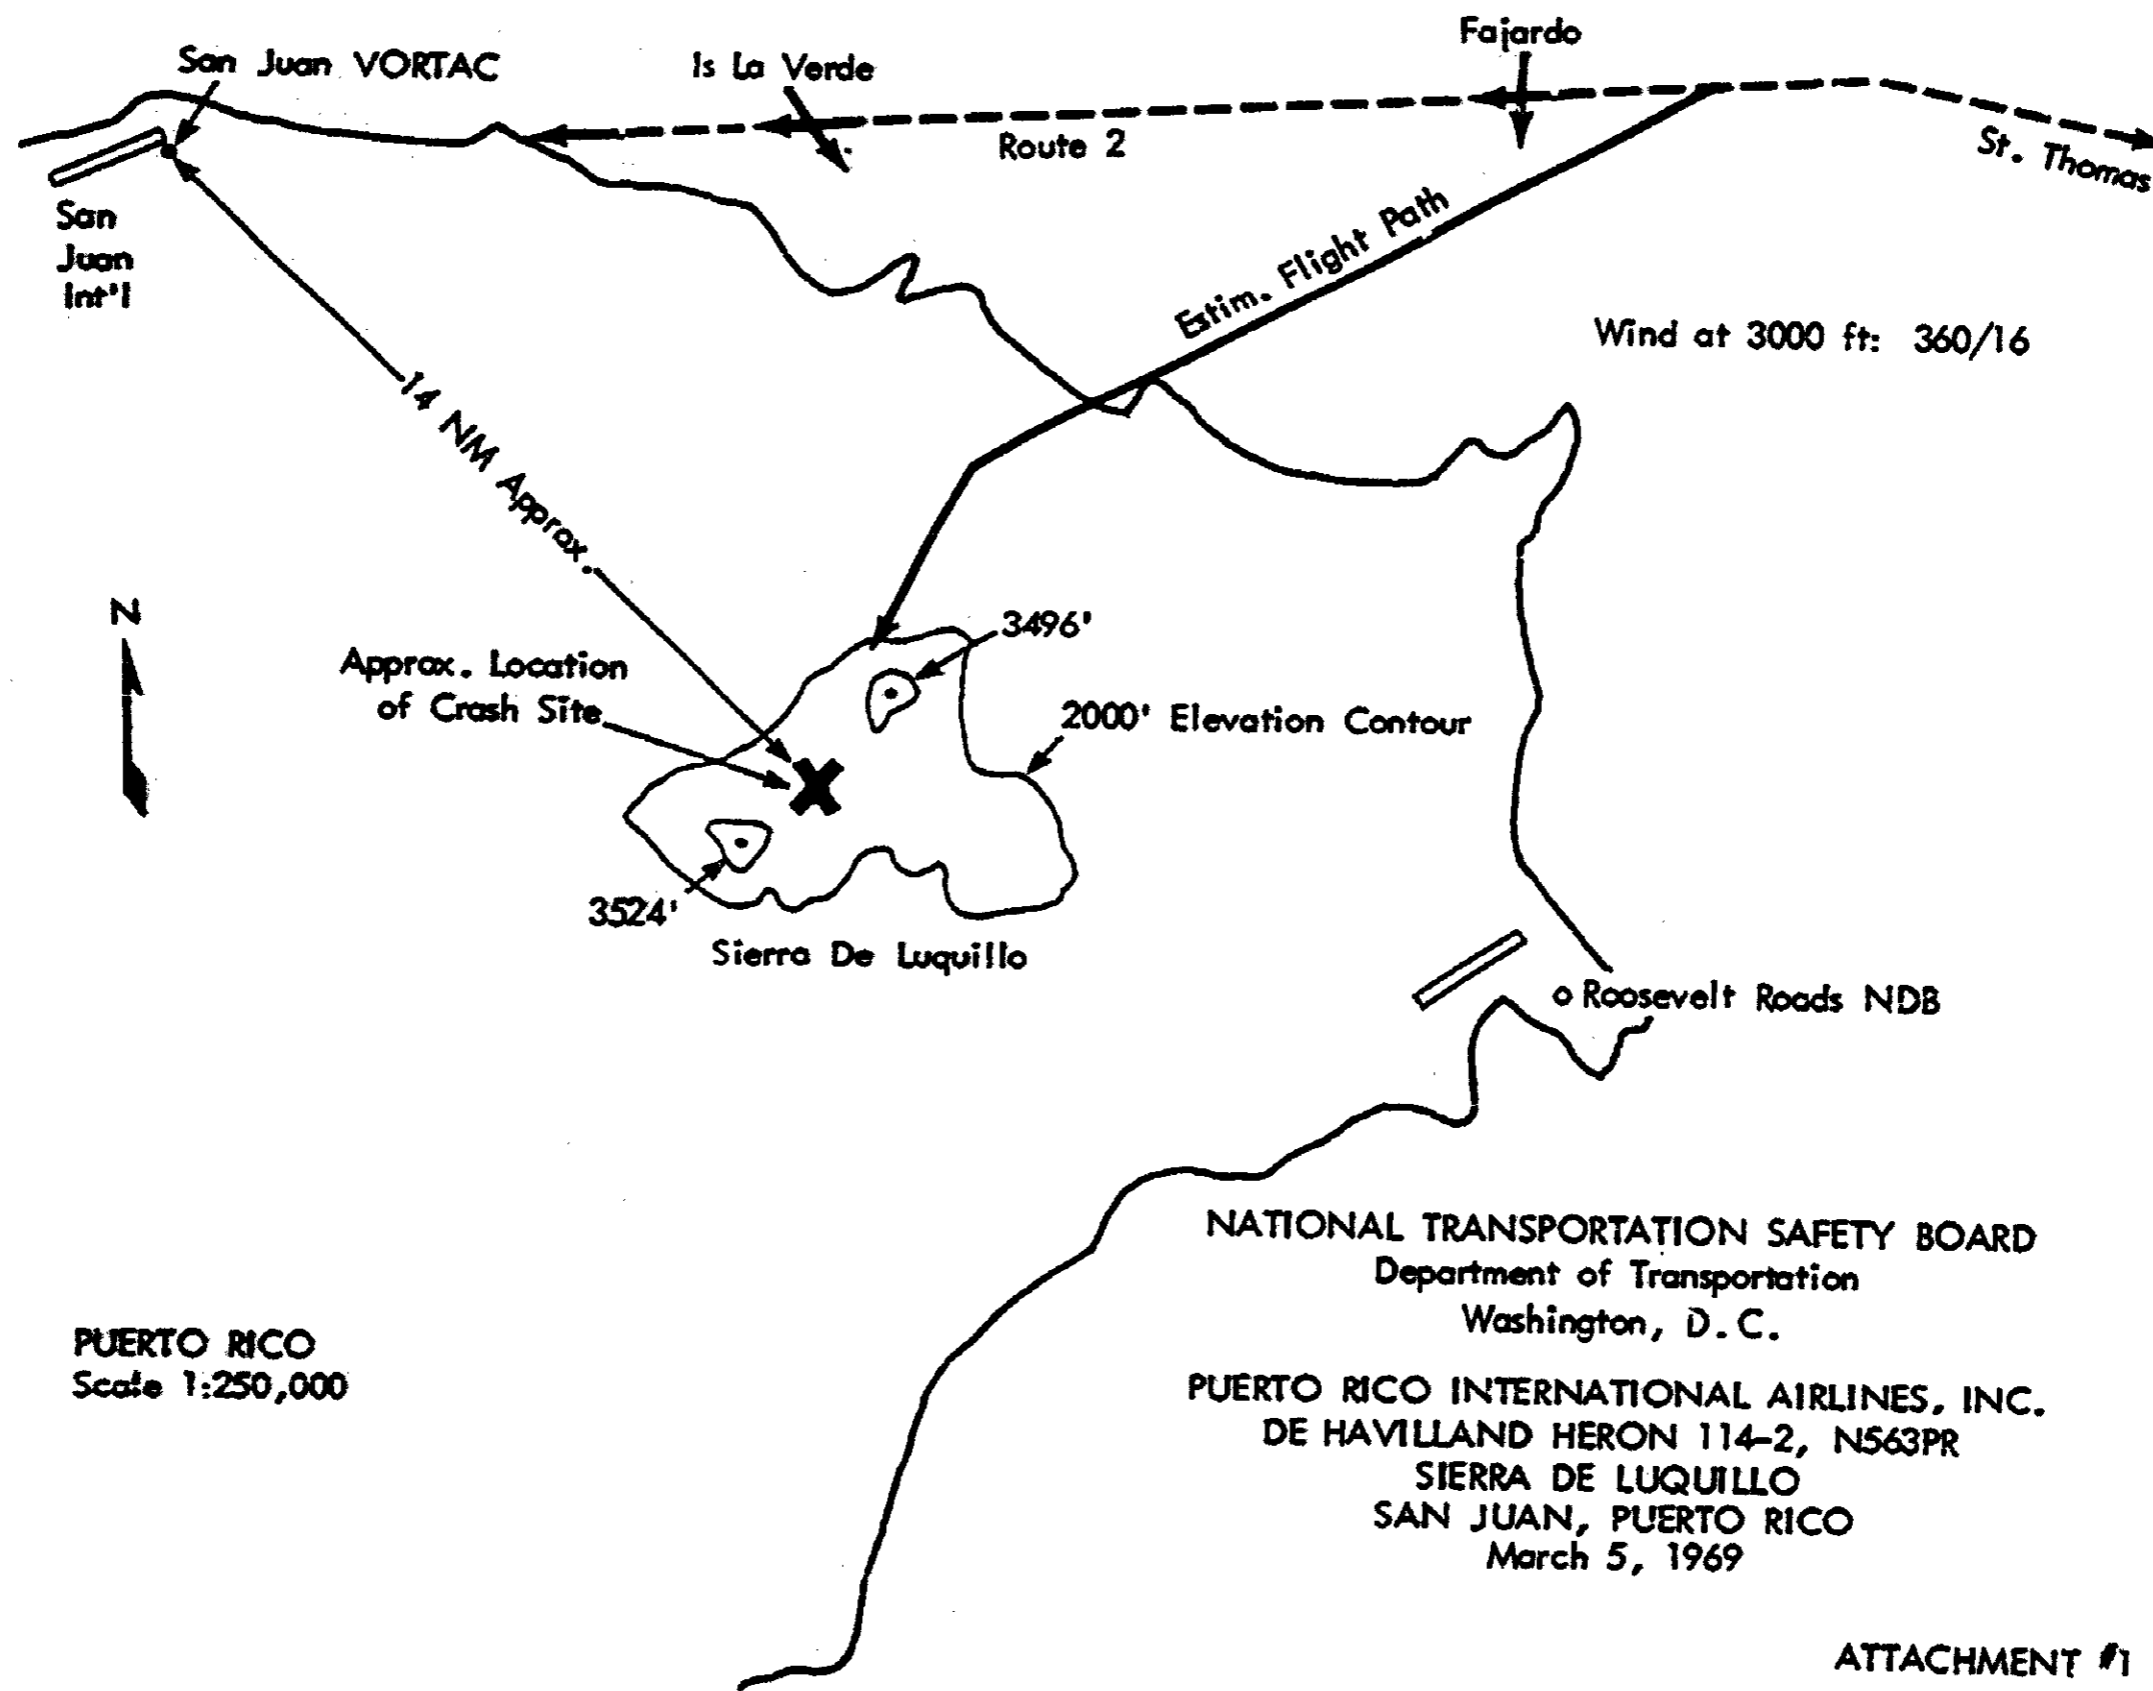 San Juan VORTAC
Is La Verde
Fajardo
Route 2
St. Thomas
San
Juan
Int'l
Estim. Flight Path
Wind at 3000 ft: 360/16
14 NM Approx.
N
3496'
Approx. Location
of Crash Site
2000' Elevation Contour
3524'
Sierra De Luquillo
Roosevelt Roads NDB
NATIONAL TRANSPORTATION SAFETY BOARD
Department of Transportation
Washington, D.C.
PUERTO RICO
Scale 1:250,000
PUERTO RICO INTERNATIONAL AIRLINES, INC.
DE HAVILLAND HERON 114-2, N563PR
SIERRA DE LUQUILLO
SAN JUAN, PUERTO RICO
March 5, 1969
ATTACHMENT #1